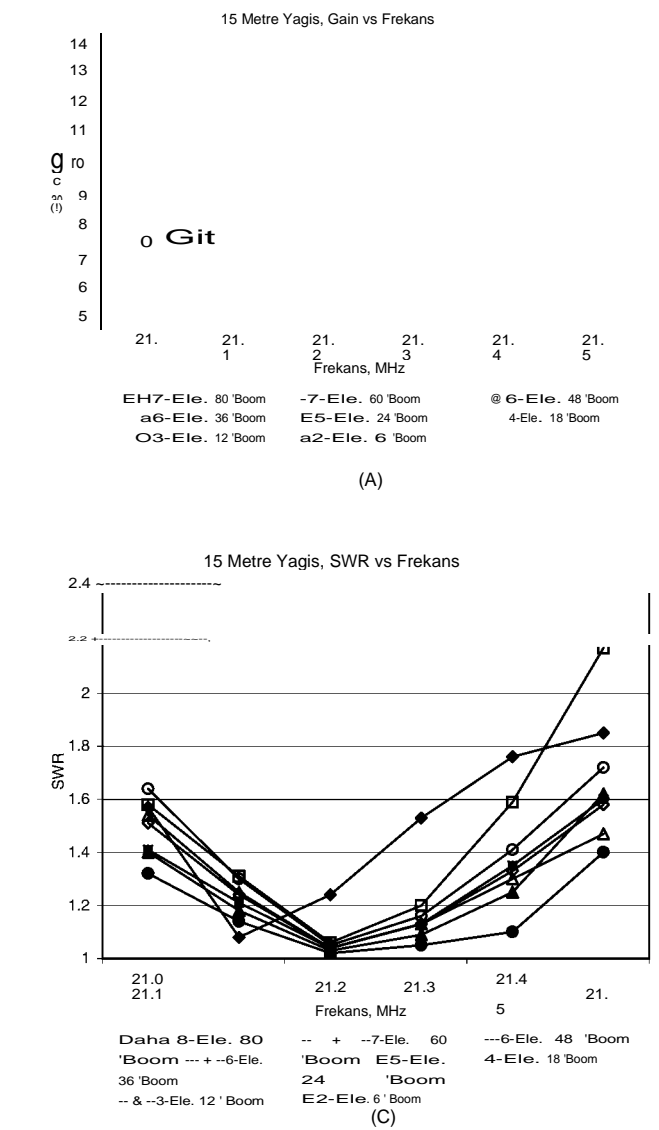 15 Metre Yagis, Gain vs Frekans
14
13
12
11
g ro
c
9
(!)
8
o Git
7
6
5
21. 21. 21. 21. 21. 21.
1 2 3 4 5
Frekans, MHz
EH7-Ele. 80 'Boom -7-Ele. 60 'Boom @ 6-Ele. 48 'Boom
a6-Ele. 36 'Boom E5-Ele. 24 'Boom 4-Ele. 18 'Boom
O3-Ele. 12 'Boom a2-Ele. 6 'Boom
(A)
15 Metre Yagis, SWR vs Frekans
2.4 ~----------------------~
2.2 +----------------------~--.
2
1.8
SWR
1.6
1.4
1.2
1
21.0 21.2 21.3 21.4 21.
21.1 5
Frekans, MHz
Daha 8-Ele. 80 -- + --7-Ele. 60 ---6-Ele. 48 'Boom
'Boom --- + --6-Ele. 'Boom E5-Ele. 4-Ele. 18 'Boom
36 'Boom 24 'Boom
-- & --3-Ele. 12 ' Boom E2-Ele. 6 ' Boom
(C)